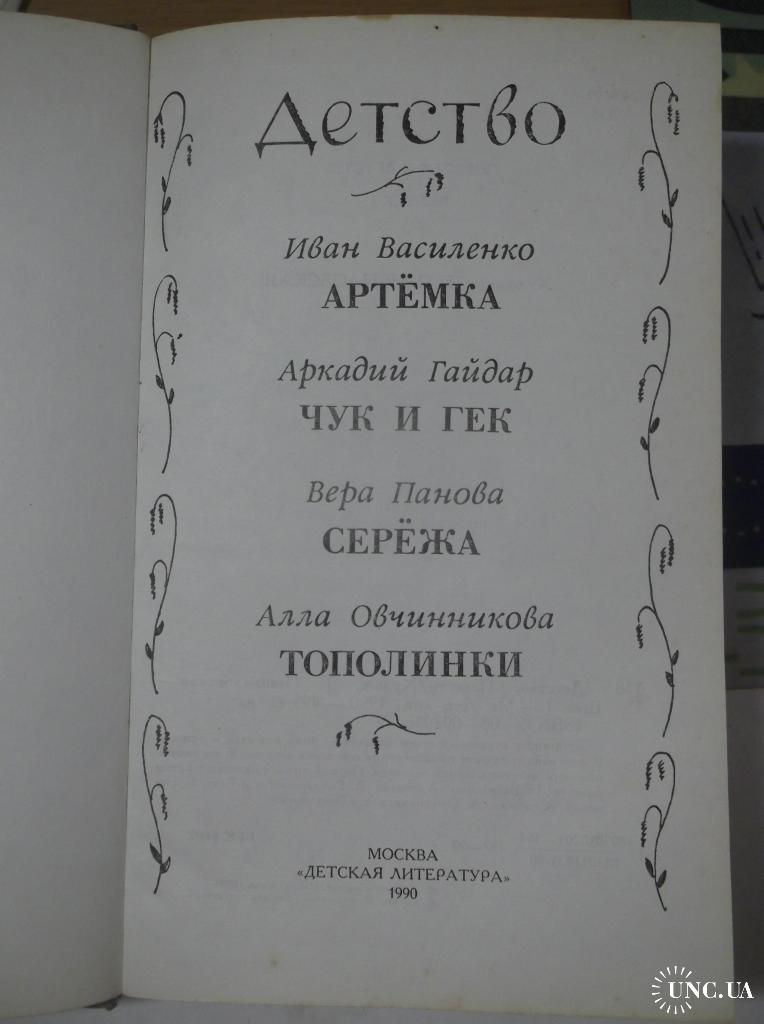 Детство
Иван Василенко
АРТЁМКА
Аркадий Гайдар
ЧУК И ГЕК
Вера Панова
СЕРЁЖА
Алла Овчинникова
ТОПОЛИНКИ
МОСКВА
«ДЕТСКАЯ ЛИТЕРАТУРА»
1990
UNC.UA